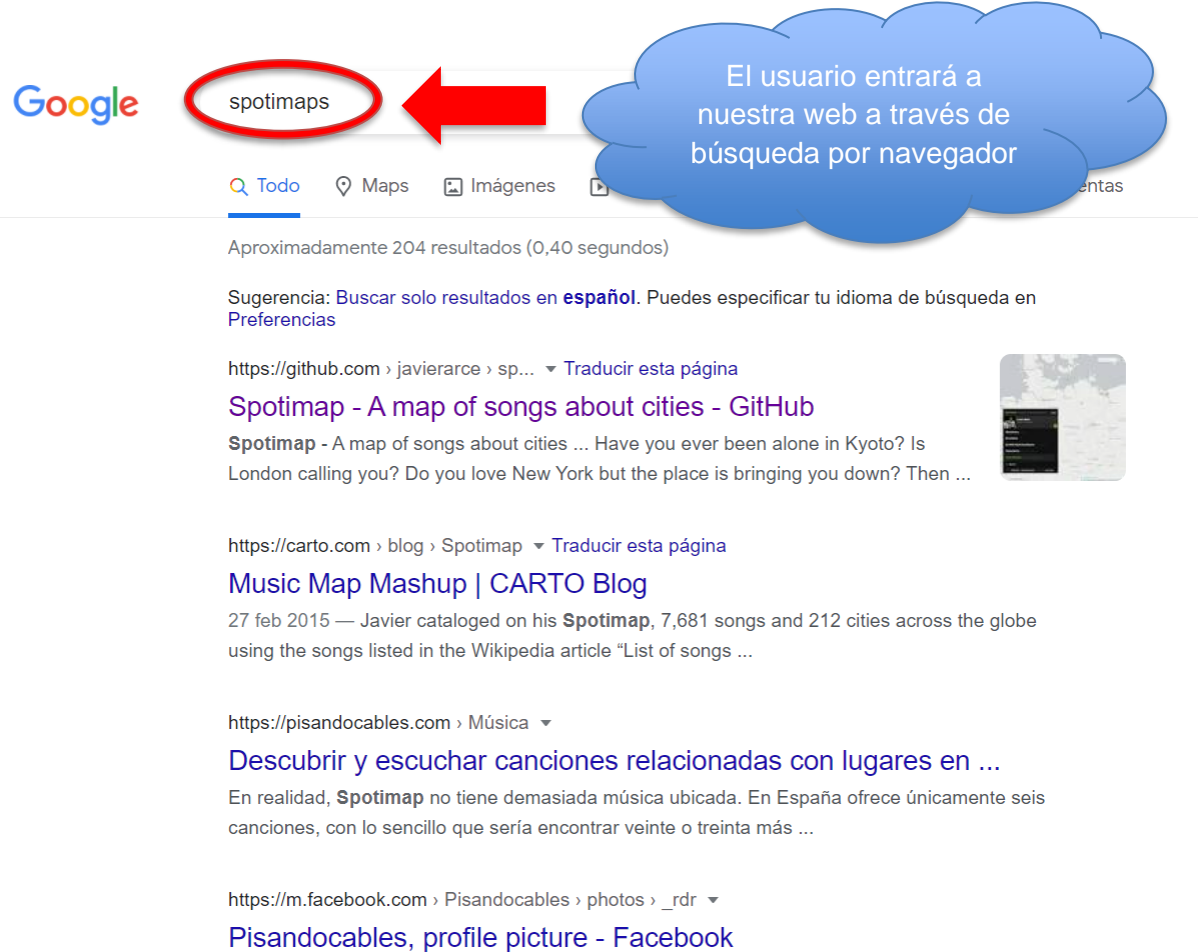 El usuario entrará a
nuestra web a través de
búsqueda por navegador
Google
spotimaps
Todo Maps Imágenes entas
Aproximadamente 204 resultados (0,40 segundos)
Sugerencia: Buscar solo resultados en español. Puedes especificar tu idioma de búsqueda en
Preferencias
https://github.com › javierarce › sp... Traducir esta página
Spotimap - A map of songs about cities - GitHub
Spotimap - A map of songs about cities ... Have you ever been alone in Kyoto? Is
London calling you? Do you love New York but the place is bringing you down? Then ...
https://carto.com › blog › Spotimap Traducir esta página
Music Map Mashup | CARTO Blog
27 feb 2015 — Javier cataloged on his Spotimap, 7,681 songs and 212 cities across the globe
using the songs listed in the Wikipedia article “List of songs ...
https://pisandocables.com › Música
Descubrir y escuchar canciones relacionadas con lugares en ...
En realidad, Spotimap no tiene demasiada música ubicada. En España ofrece únicamente seis
canciones, con lo sencillo que sería encontrar veinte o treinta más ...
https://m.facebook.com › Pisandocables › photos › _rdr
Pisandocables, profile picture - Facebook